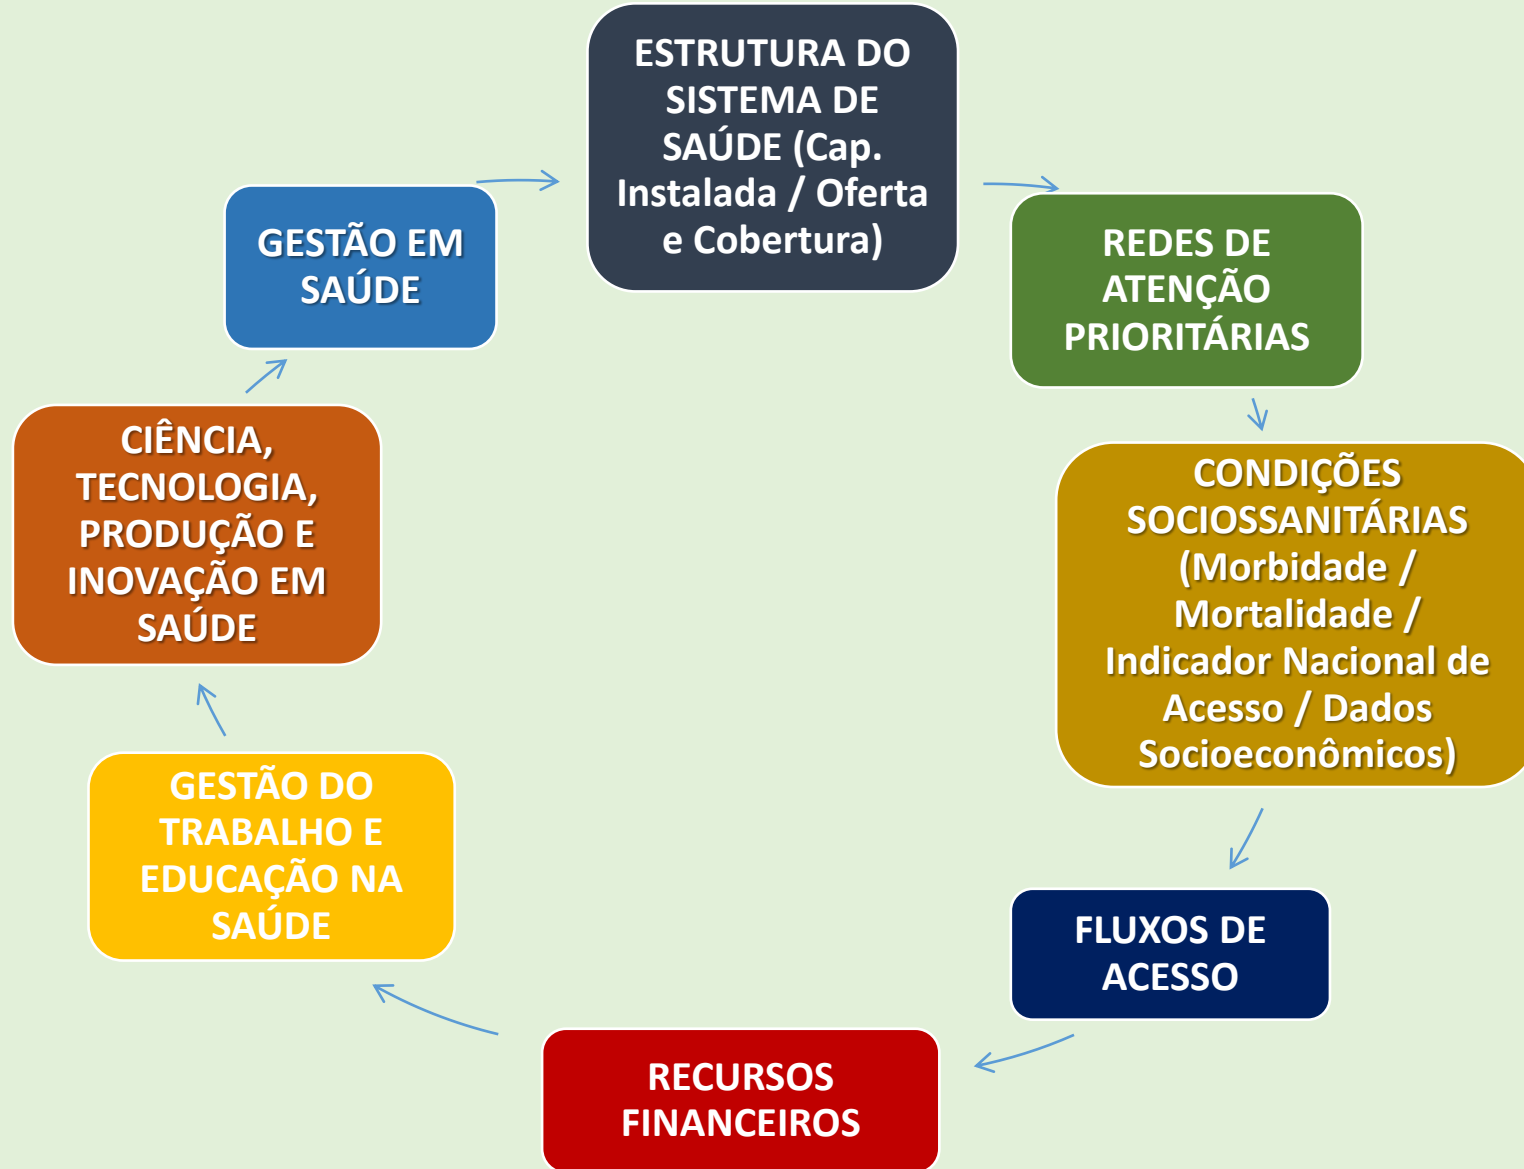 ESTRUTURA DO
SISTEMA DE
SAÚDE (Cap.
Instalada / Oferta
e Cobertura)
REDES DE
ATENÇÃO
PRIORITÁRIAS
CONDIÇÕES
SOCIOSSANITÁRIAS
(Morbidade /
Mortalidade /
Indicador Nacional de
Acesso / Dados
Socioeconômicos)
FLUXOS DE
ACESSO
RECURSOS
FINANCEIROS
GESTÃO DO
TRABALHO E
EDUCAÇÃO NA
SAÚDE
CIÊNCIA,
TECNOLOGIA,
PRODUÇÃO E
INOVAÇÃO EM
SAÚDE
GESTÃO EM
SAÚDE